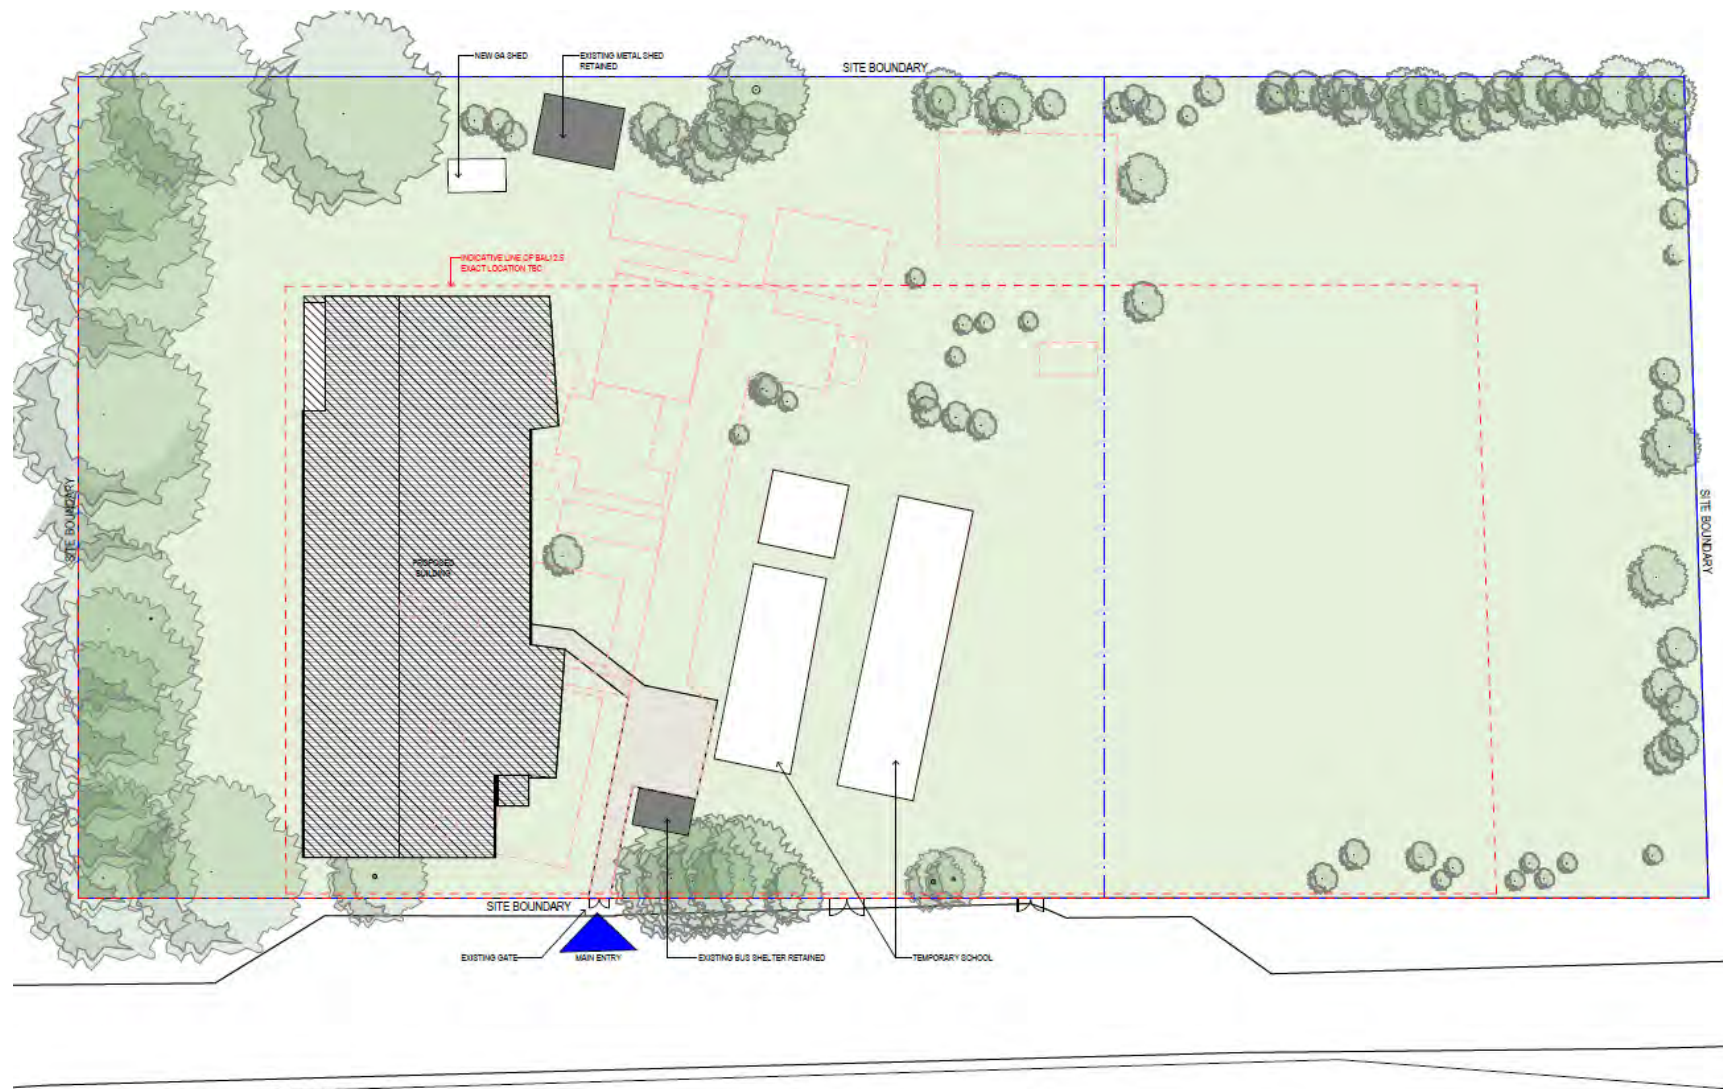 NEW GA SHED
EXISTING METAL SHED
RETAINED
SITE BOUNDARY
INDICATIVE LINE OF BAL12.5
EXACT LOCATION TBC
SITE BOUNDARY
SITE BOUNDARY
PROPOSED
BUILDING
SITE BOUNDARY
EXISTING GATE
MAIN ENTRY
EXISTING BUS SHELTER RETAINED
TEMPORARY SCHOOL